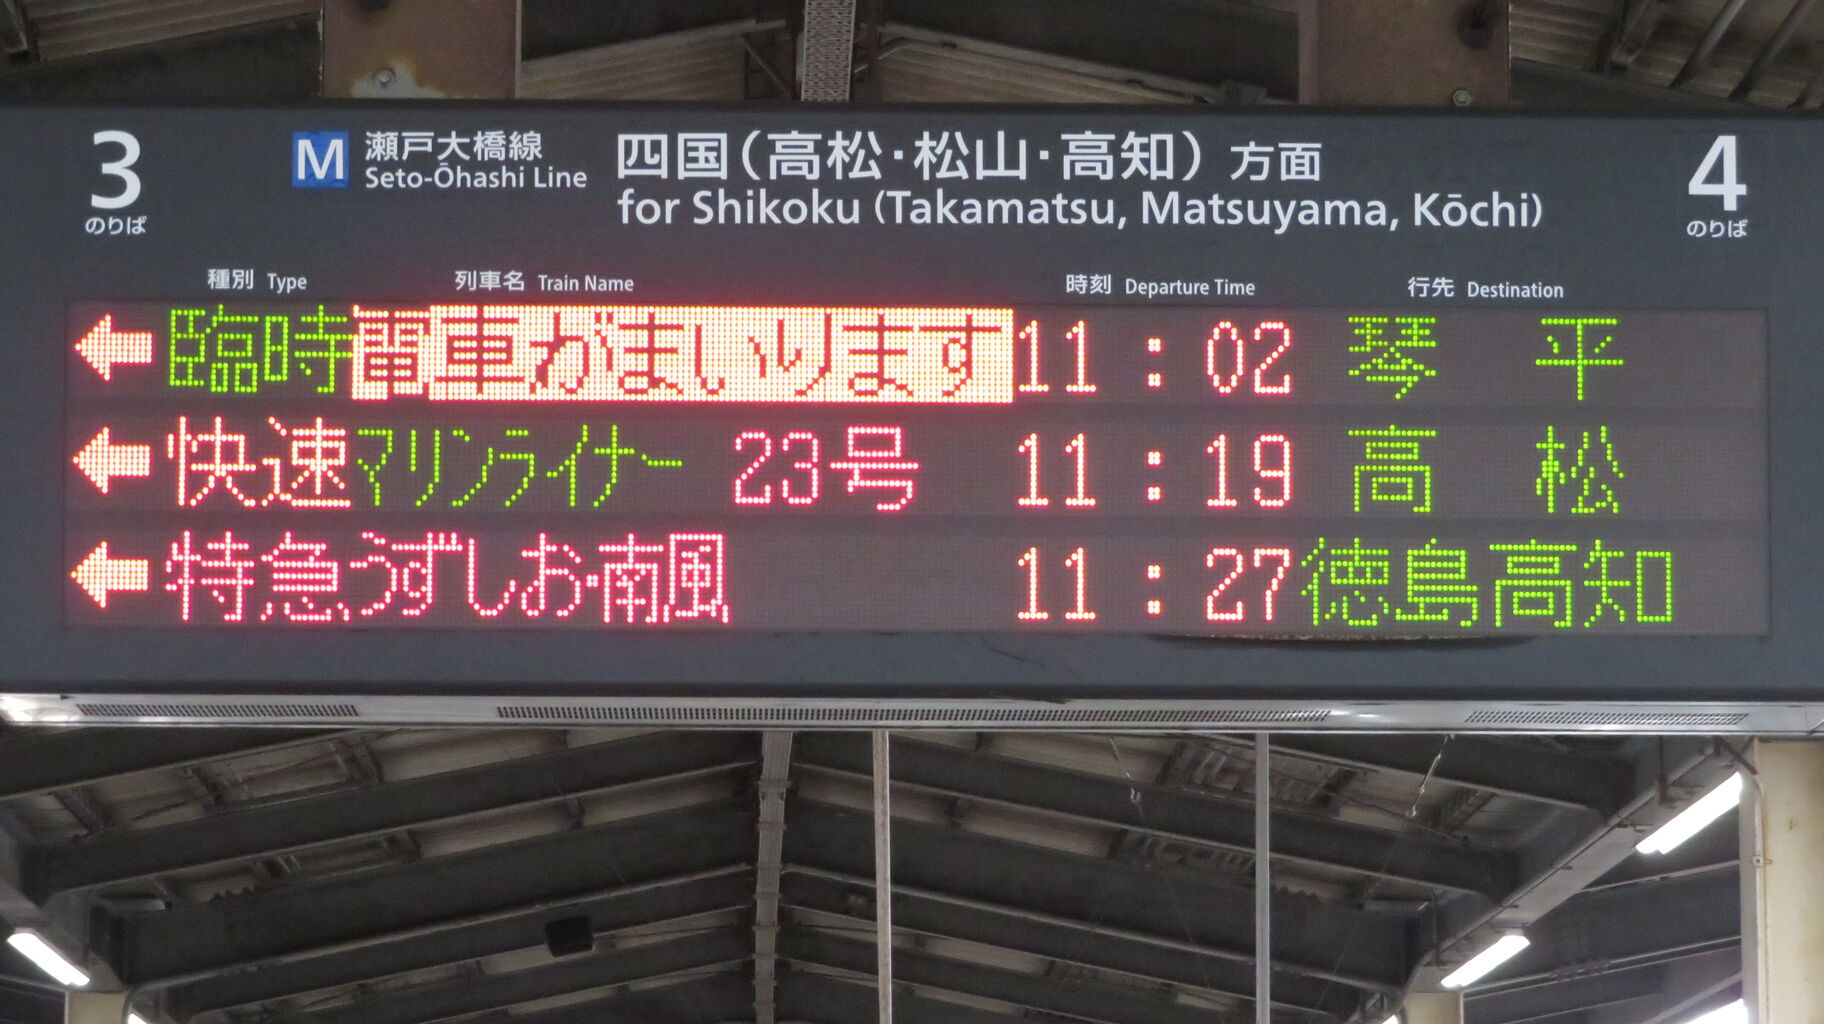 3 のりば
M 瀬戸大橋線 Seto-Ōhashi Line
四国(高松・松山・高知) 方面
for Shikoku (Takamatsu, Matsuyama, Kōchi)
4 のりば
種別 Type 列車名 Train Name 時刻 Departure Time 行先 Destination
← 臨時 電車がまいります 11:02 琴 平
← 快速 マリンライナー 23号 11:19 高 松
← 特急 うずしお・南風 11:27 徳島高知